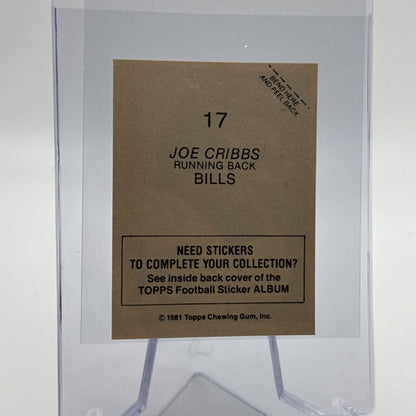 BEND HERE
AND PEEL BACK
17
JOE CRIBBS
RUNNING BACK
BILLS
NEED STICKERS
TO COMPLETE YOUR COLLECTION?
See inside back cover of the
TOPPS Football Sticker ALBUM
© 1981 Topps Chewing Gum, Inc.